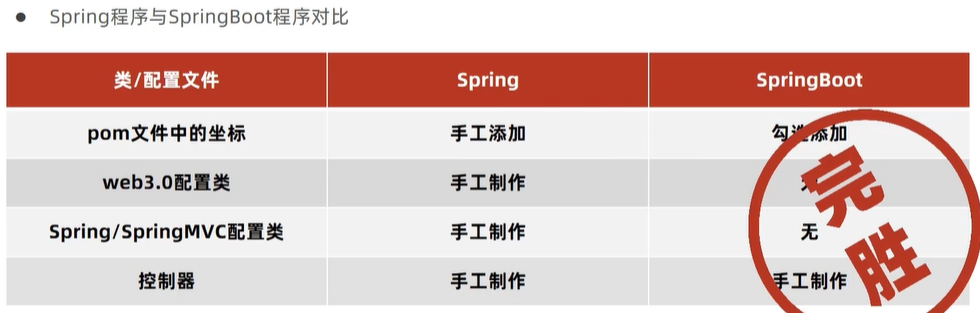 ● Spring程序与SpringBoot程序对比
类/配置文件 Spring SpringBoot
pom文件中的坐标 手工添加 勾选添加
web3.0配置类 手工制作
Spring/SpringMVC配置类 手工制作 无
控制器 手工制作 手工制作
完胜